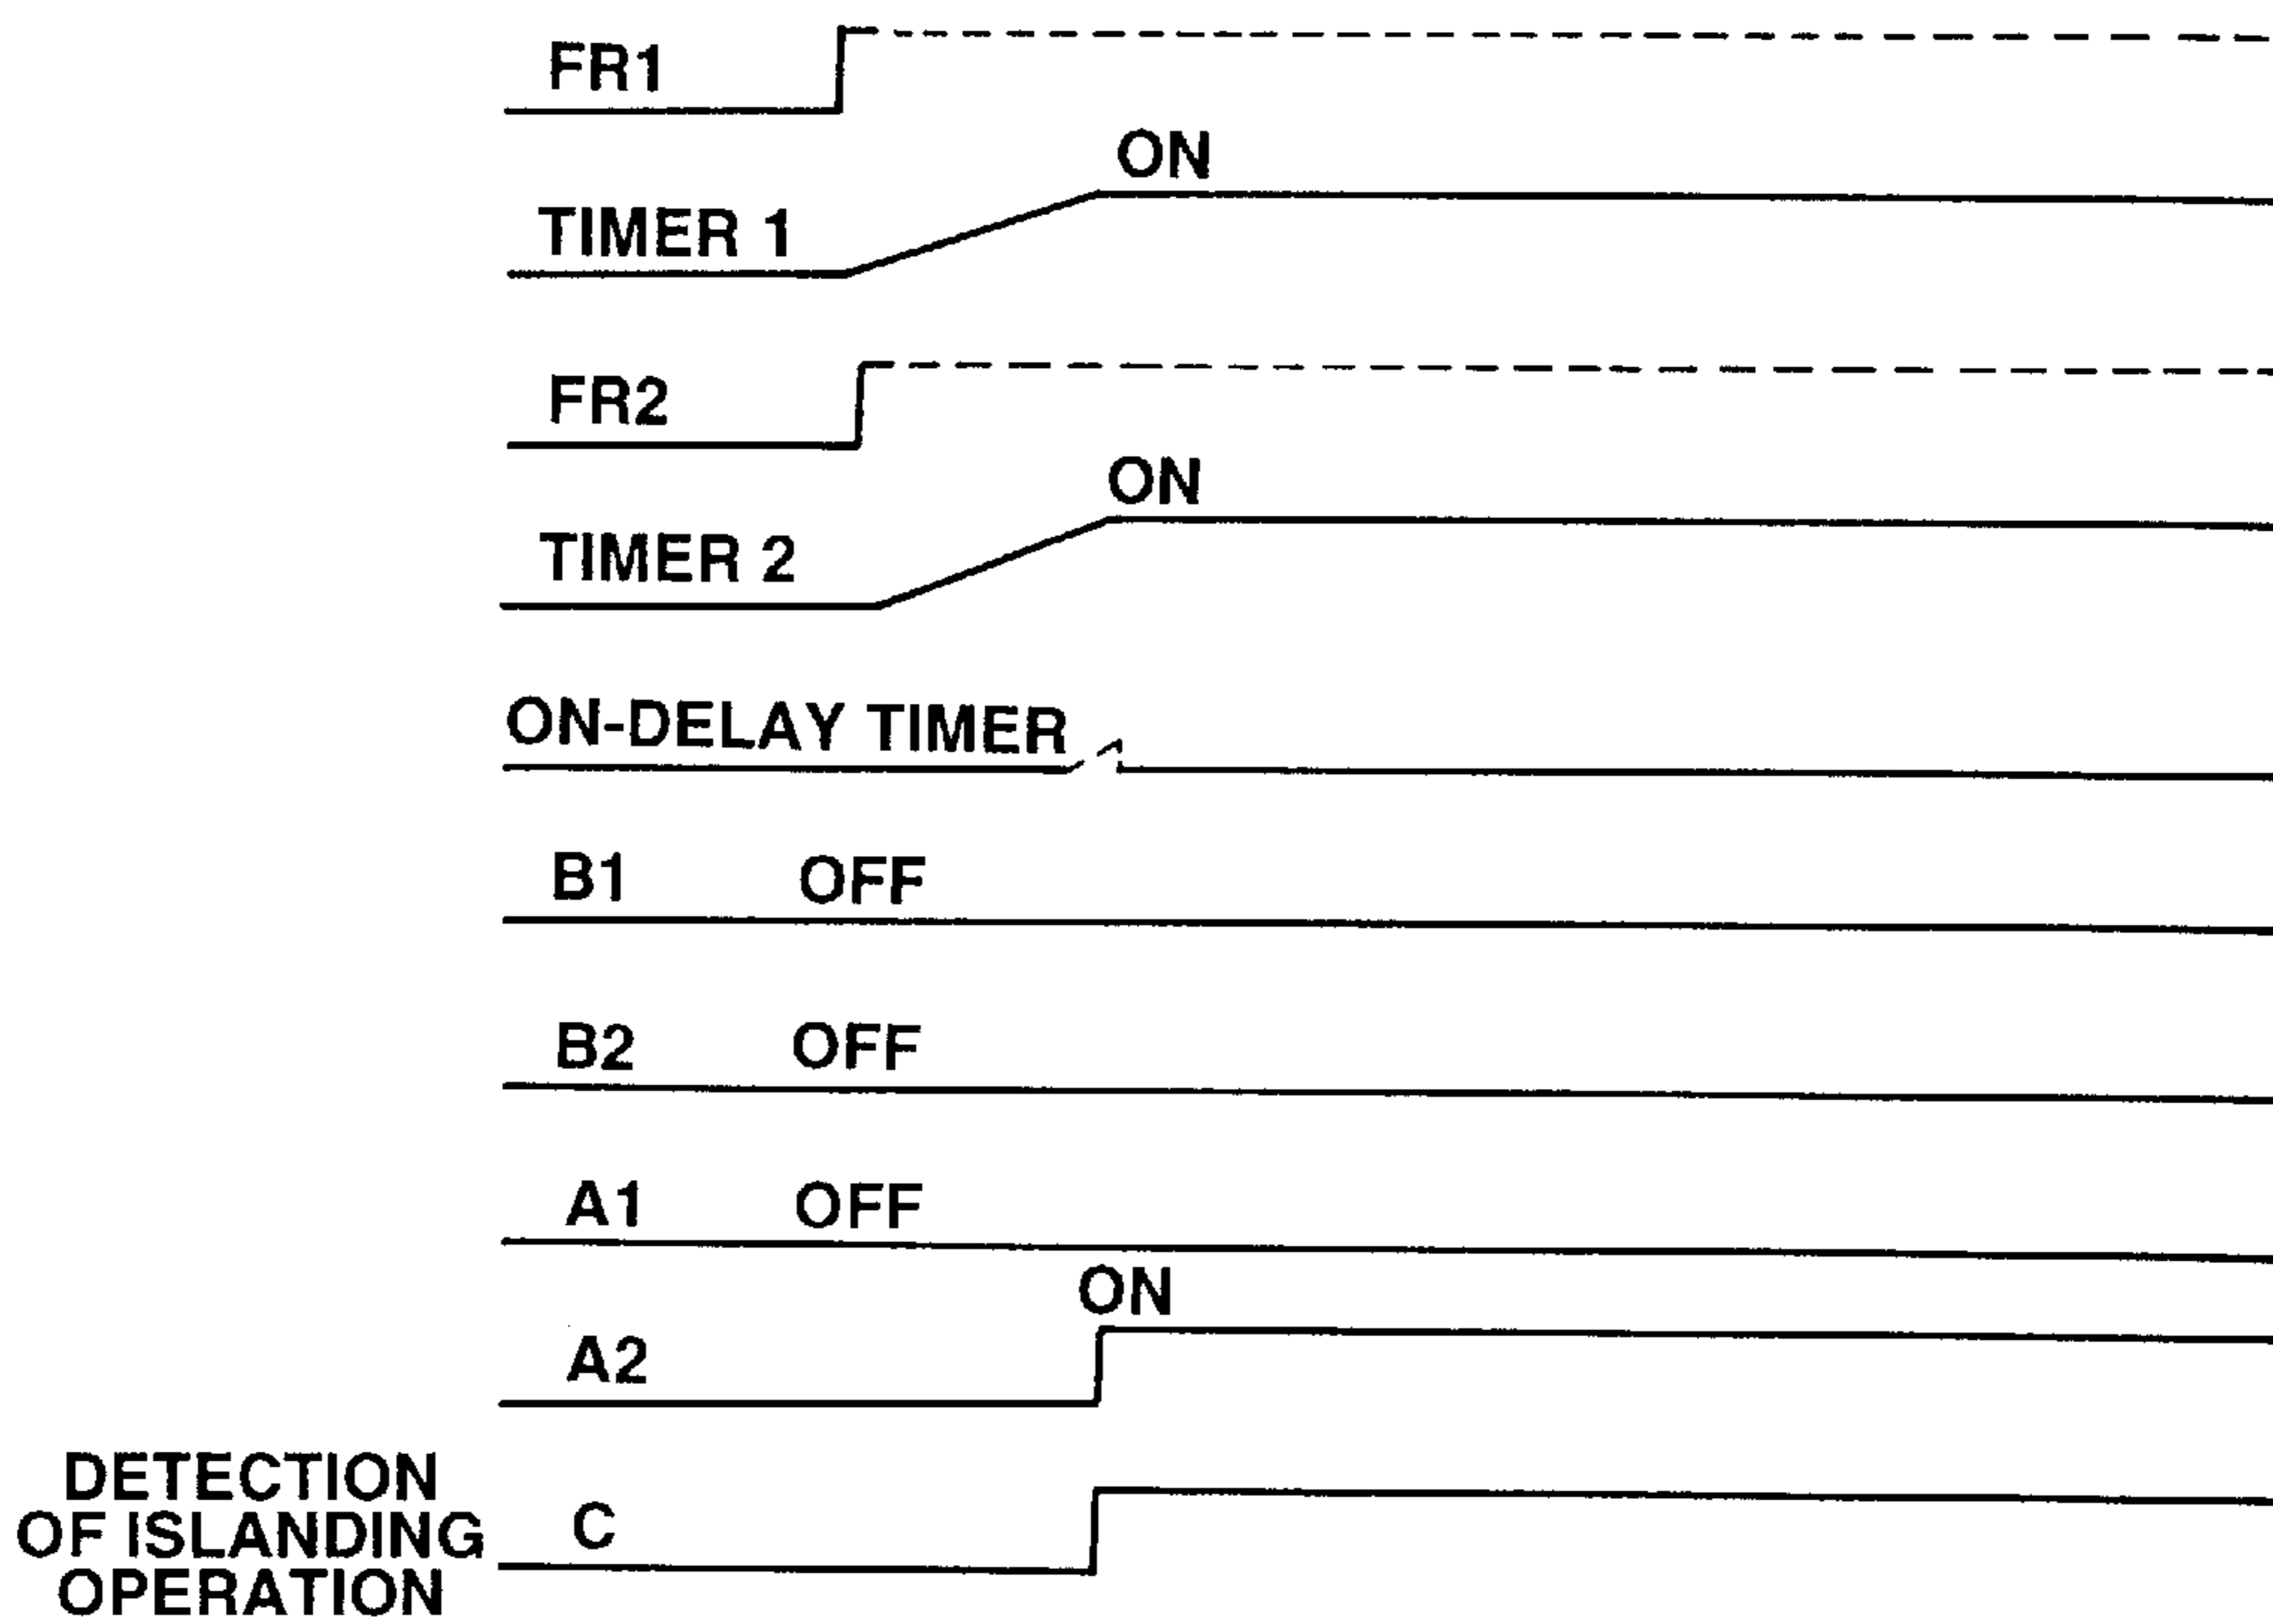 FR1
ON
TIMER 1
FR2
ON
TIMER 2
ON-DELAY TIMER
B1 OFF
B2 OFF
A1 OFF
ON
A2
DETECTION
OF ISLANDING C
OPERATION